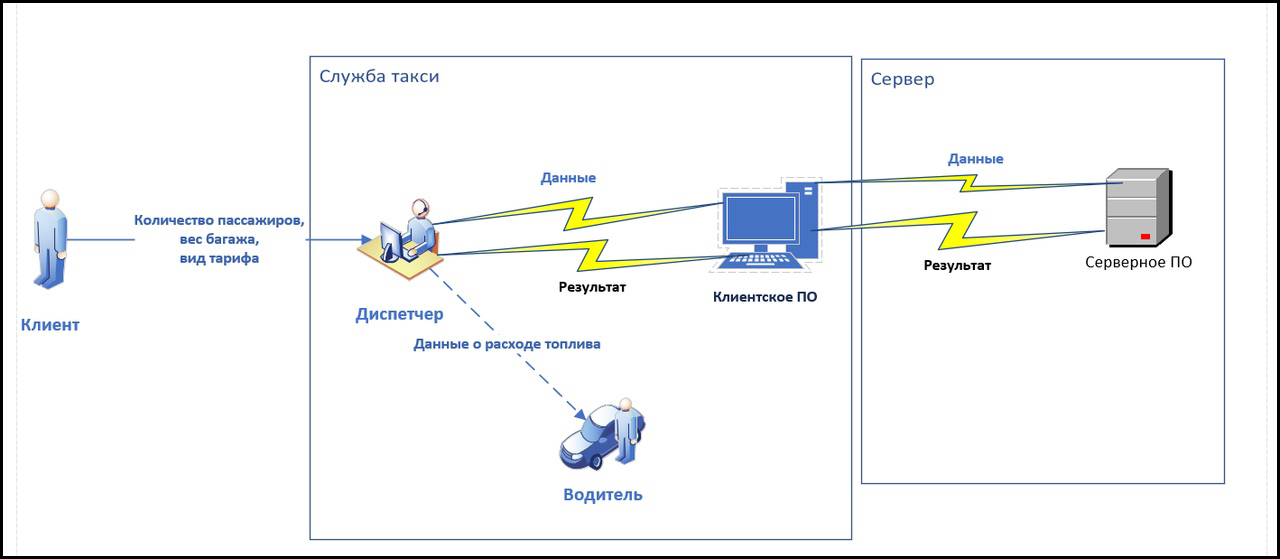 Служба такси
Сервер
Данные
Данные
Количество пассажиров,
вес багажа,
вид тарифа
Результат
Результат
Серверное ПО
Клиентское ПО
Клиент
Диспетчер
Данные о расходе топлива
Водитель